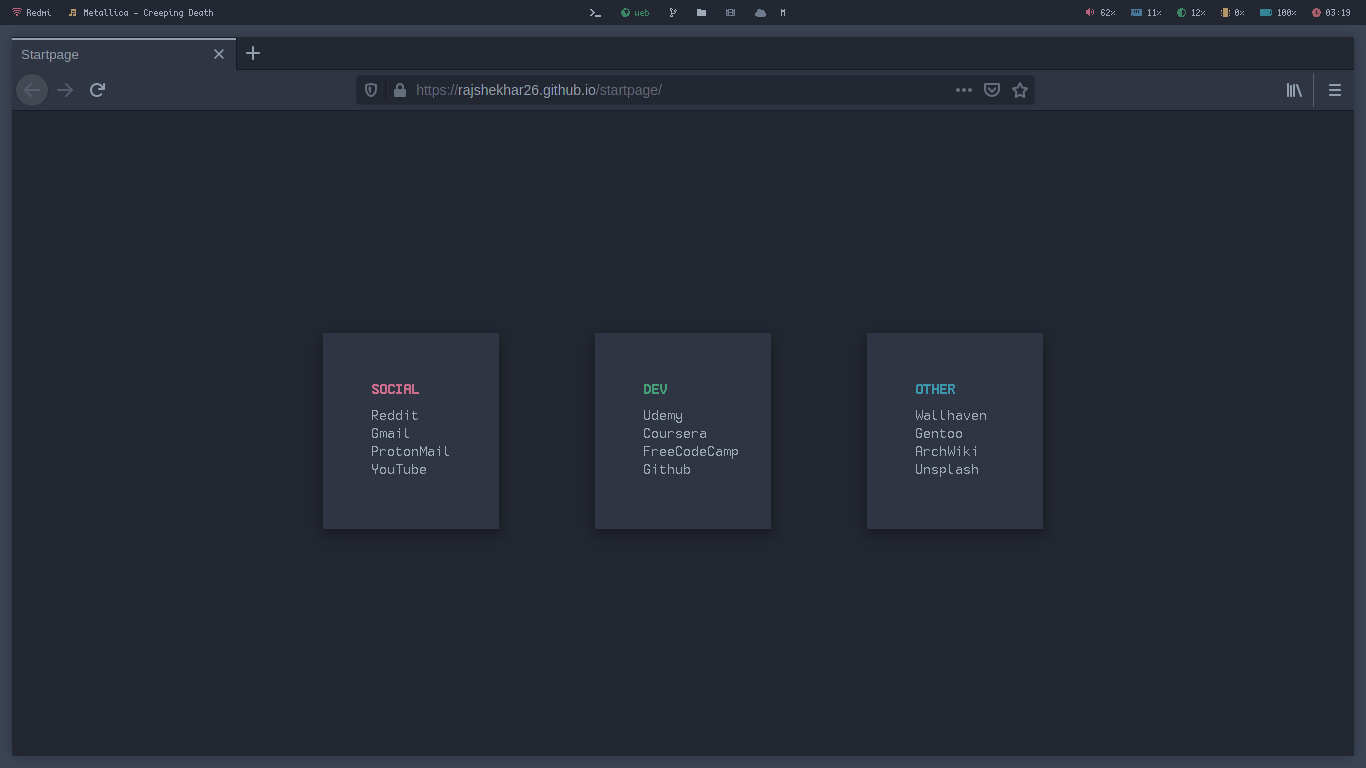 Redmi Metallica - Creeping Death >_ web M 62% 11% 12% 0% 100% 03:19
Startpage
https://rajshekhar26.github.io/startpage/
SOCIAL
Reddit
Gmail
ProtonMail
YouTube
DEV
Udemy
Coursera
FreeCodeCamp
Github
OTHER
Wallhaven
Gentoo
ArchWiki
Unsplash